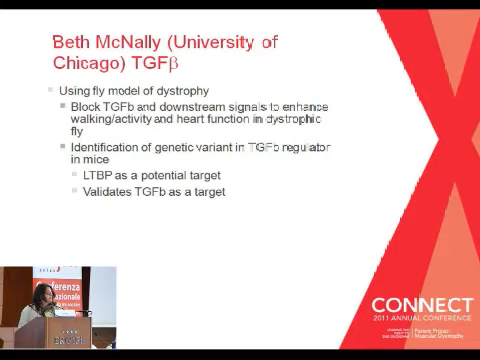 Beth McNally (University of
Chicago) TGFβ
Using fly model of dystrophy
Block TGFb and downstream signals to enhance
walking/activity and heart function in dystrophic
fly
Identification of genetic variant in TGFb regulator
in mice
LTBP as a potential target
Validates TGFb as a target
Conferenza
CONNECT
2011 ANNUAL CONFERENCE
Parent Project
Muscular Dystrophy